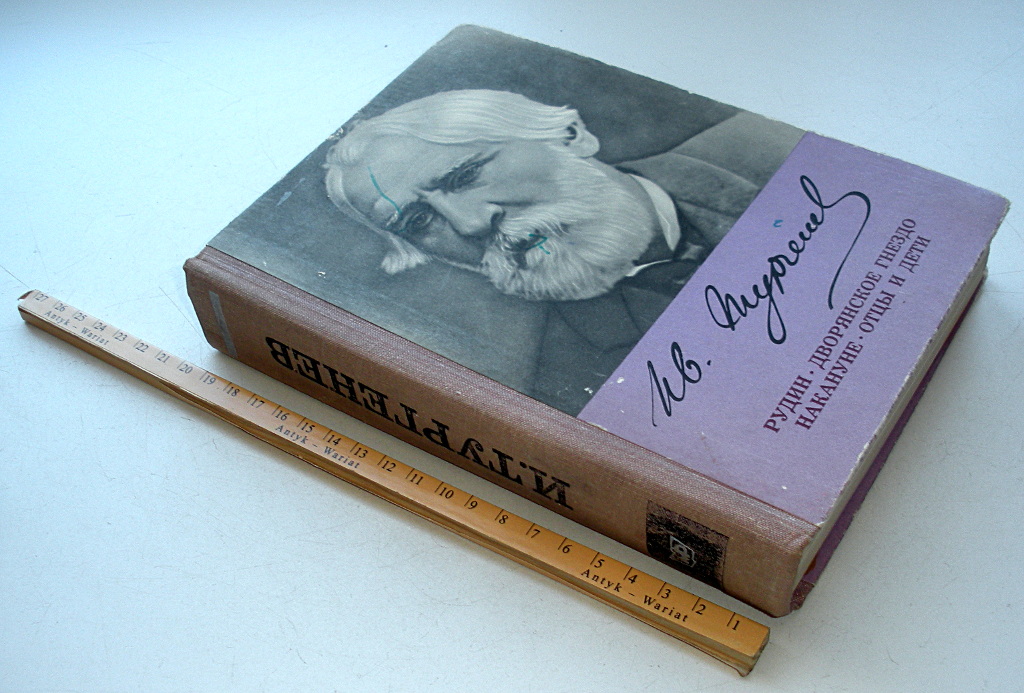 Ив. Тургенев
РУДИН · ДВОРЯНСКОЕ ГНЕЗДО
НАКАНУНЕ · ОТЦЫ И ДЕТИ
И.ТУРГЕНЕВ
27 26 25 24 23 22 21 20 19 18 17 16 15 14 13 12 11 10 9 8 7 6 5 4 3 2 1
Antyk – Wariat
Antyk – Wariat
Antyk – Wariat